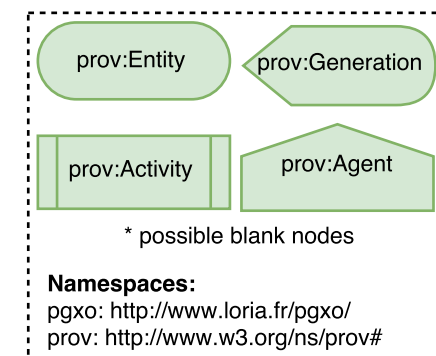 prov:Entity
prov:Generation
prov:Activity
prov:Agent
* possible blank nodes
Namespaces:
pgxo: http://www.loria.fr/pgxo/
prov: http://www.w3.org/ns/prov#